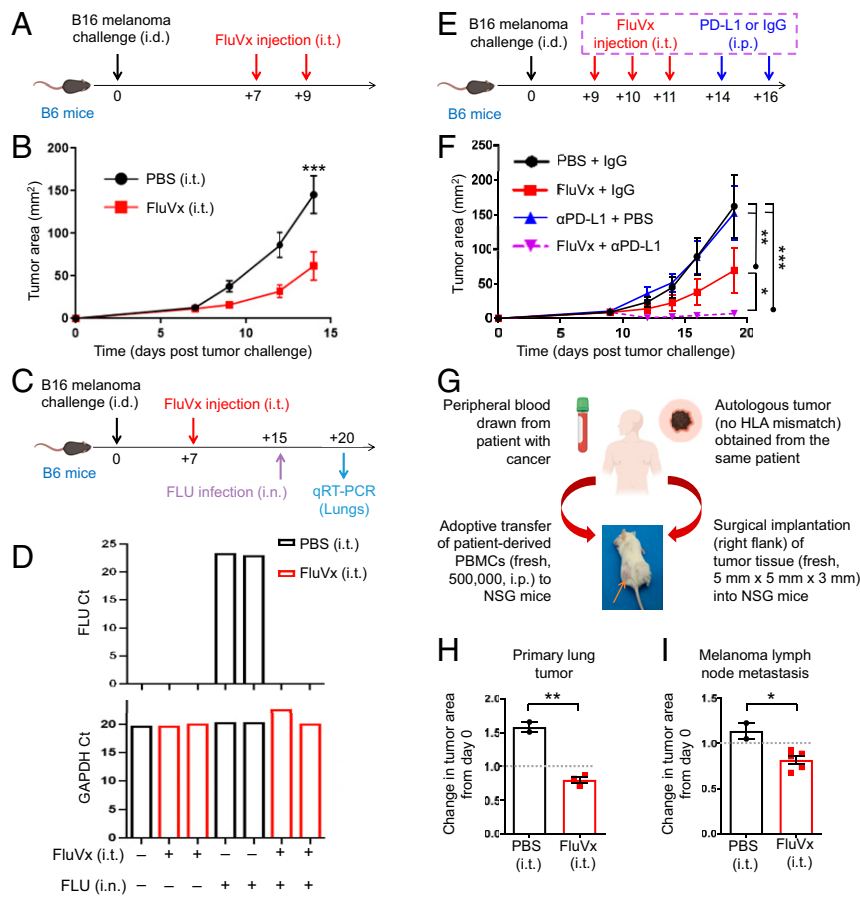 A
B16 melanoma
challenge (i.d.)
FluVx injection (i.t.)
0
+7
+9
B6 mice
B
Tumor area (mm²)
200
150
100
50
0
PBS (i.t.)
FluVx (i.t.)
***
0
5
10
15
Time (days post tumor challenge)
C
B16 melanoma
challenge (i.d.)
FluVx injection (i.t.)
+15
+20
0
+7
B6 mice
FLU infection (i.n.)
qRT-PCR
(Lungs)
D
PBS (i.t.)
FluVx (i.t.)
FLU Ct
25
20
15
10
5
0
GAPDH Ct
20
15
10
5
0
FluVx (i.t.) – + + – – + +
FLU (i.n.) – – – + + + +
E
B16 melanoma
challenge (i.d.)
FluVx
injection (i.t.)
PD-L1 or IgG
(i.p.)
0
+9
+10
+11
+14
+16
B6 mice
F
Tumor area (mm²)
250
200
150
100
50
0
PBS + IgG
FluVx + IgG
αPD-L1 + PBS
FluVx + αPD-L1
**
***
*
0
5
10
15
20
Time (days post tumor challenge)
G
Peripheral blood
drawn from
patient with
cancer
Autologous tumor
(no HLA mismatch)
obtained from the
same patient
Adoptive transfer
of patient-derived
PBMCs (fresh,
500,000, i.p.) to
NSG mice
Surgical implantation
(right flank) of
tumor tissue (fresh,
5 mm x 5 mm x 3 mm)
into NSG mice
H
Primary lung
tumor
Change in tumor area
from day 0
2.0
1.5
1.0
0.5
0.0
**
PBS
(i.t.)
FluVx
(i.t.)
I
Melanoma lymph
node metastasis
Change in tumor area
from day 0
1.5
1.0
0.5
0.0
*
PBS
(i.t.)
FluVx
(i.t.)